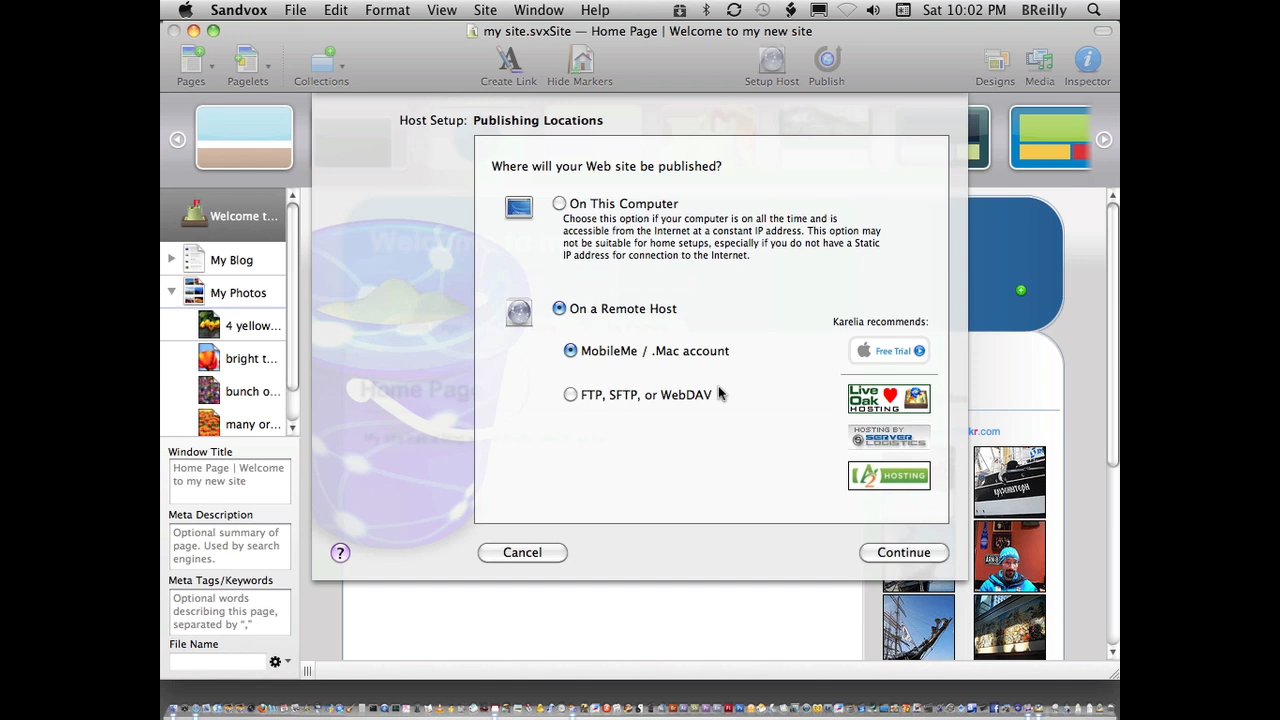 Sandvox File Edit Format View Site Window Help Sat 10:02 PM BReilly
my site.svxSite — Home Page | Welcome to my new site
Pages Pagelets Collections Create Link Hide Markers Setup Host Publish Designs Media Inspector
Host Setup: Publishing Locations
Where will your Web site be published?
On This Computer
Choose this option if your computer is on all the time and is
accessible from the Internet at a constant IP address. This option may
not be suitable for home setups, especially if you do not have a Static
IP address for connection to the Internet.
On a Remote Host
Karelia recommends:
MobileMe / .Mac account
Free Trial
FTP, SFTP, or WebDAV
Live Oak
HOSTING
HOSTING BY
SERVER
LOGISTICS
A2 HOSTING
?
Cancel
Continue
Welcome t...
My Blog
My Photos
4 yellow...
bright t...
bunch o...
many or...
Window Title
Home Page | Welcome
to my new site
Meta Description
Optional summary of
page. Used by search
engines.
Meta Tags/Keywords
Optional words
describing this page,
separated by “,”
File Name
Welcome to m
Home Page
kr.com